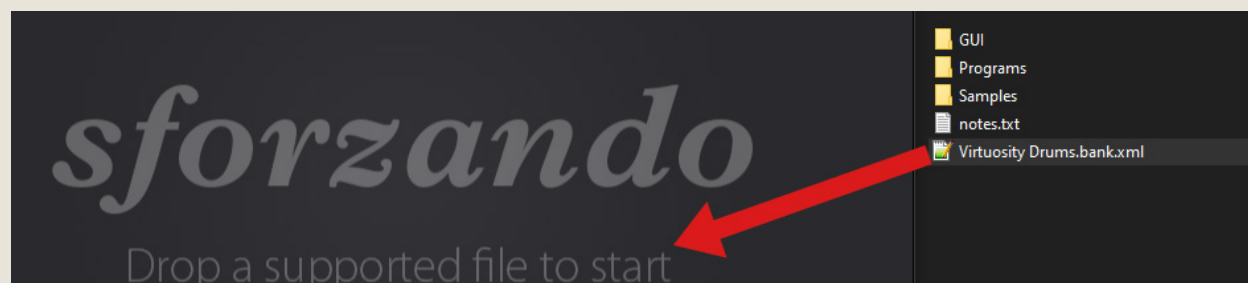 sforzando
Drop a supported file to start
GUI
Programs
Samples
notes.txt
Virtuosity Drums.bank.xml